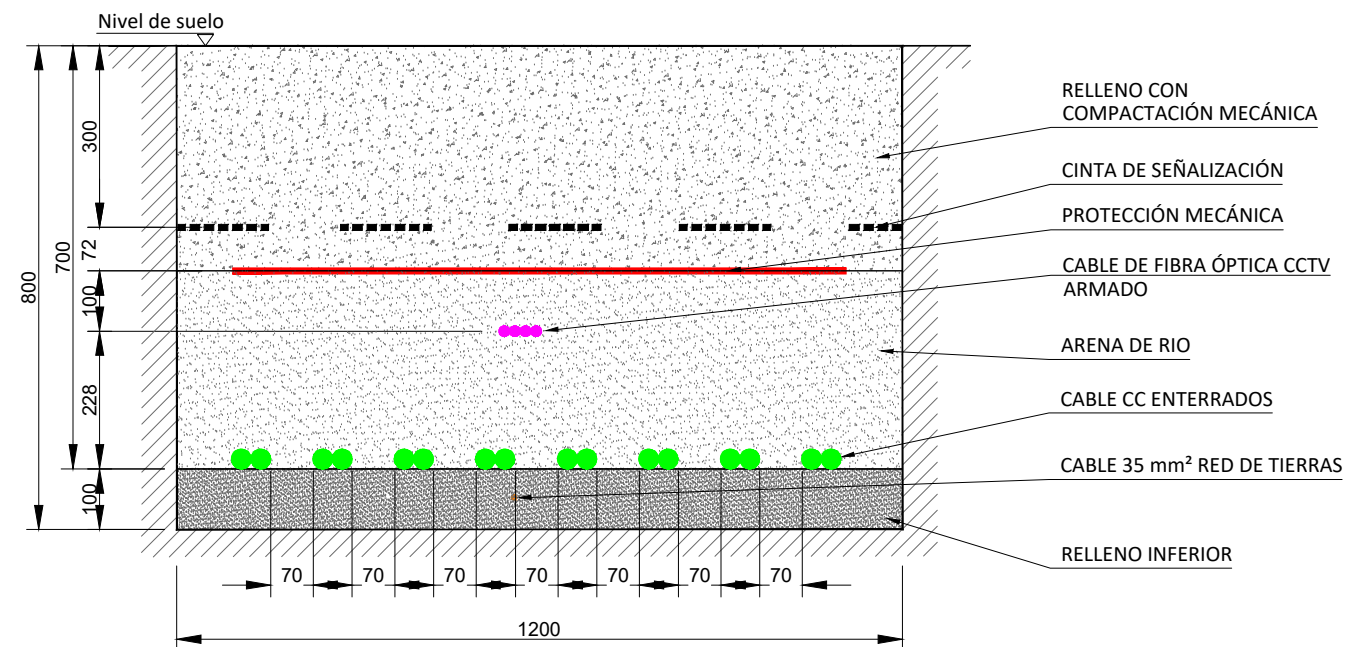 Nivel de suelo
RELLENO CON
COMPACTACIÓN MECÁNICA
CINTA DE SEÑALIZACIÓN
PROTECCIÓN MECÁNICA
CABLE DE FIBRA ÓPTICA CCTV
ARMADO
ARENA DE RIO
CABLE CC ENTERRADOS
CABLE 35 mm² RED DE TIERRAS
RELLENO INFERIOR
800
700
300
72
100
228
100
70 70 70 70 70 70 70
1200